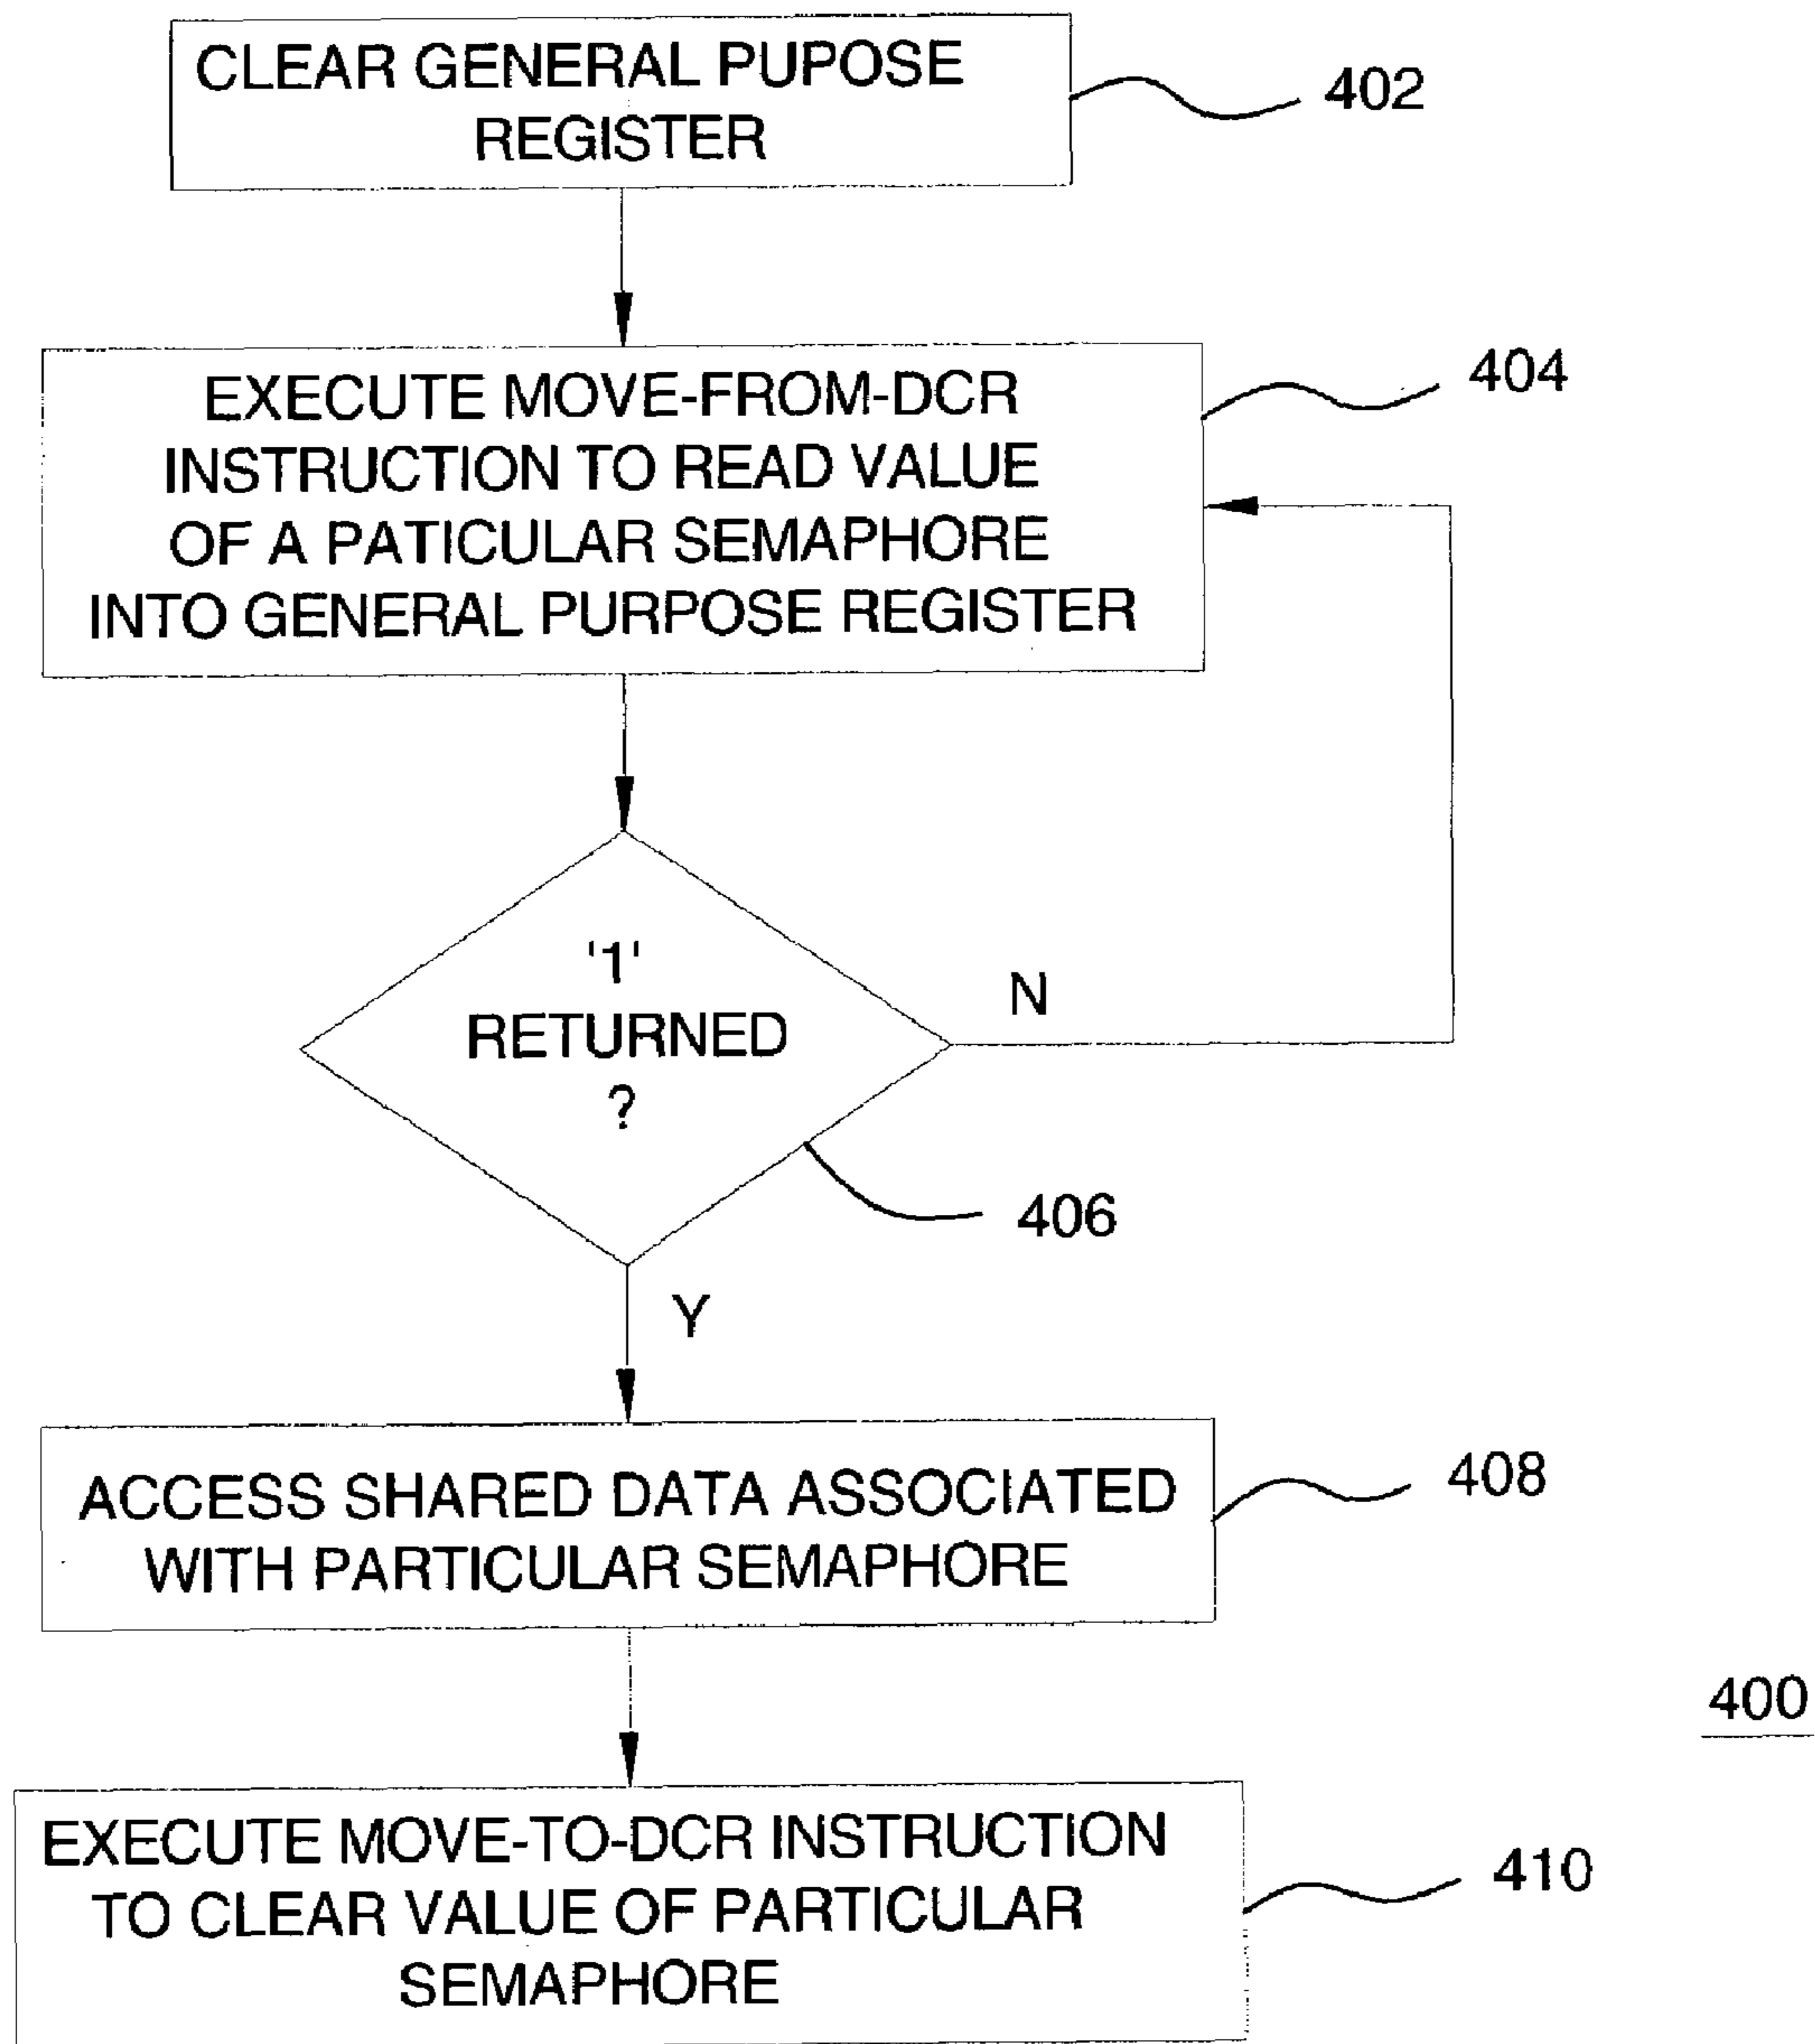 CLEAR GENERAL PUPOSE
REGISTER
402
EXECUTE MOVE-FROM-DCR
INSTRUCTION TO READ VALUE
OF A PATICULAR SEMAPHORE
INTO GENERAL PURPOSE REGISTER
404
'1'
RETURNED
?
N
406
Y
ACCESS SHARED DATA ASSOCIATED
WITH PARTICULAR SEMAPHORE
408
400
EXECUTE MOVE-TO-DCR INSTRUCTION
TO CLEAR VALUE OF PARTICULAR
SEMAPHORE
410